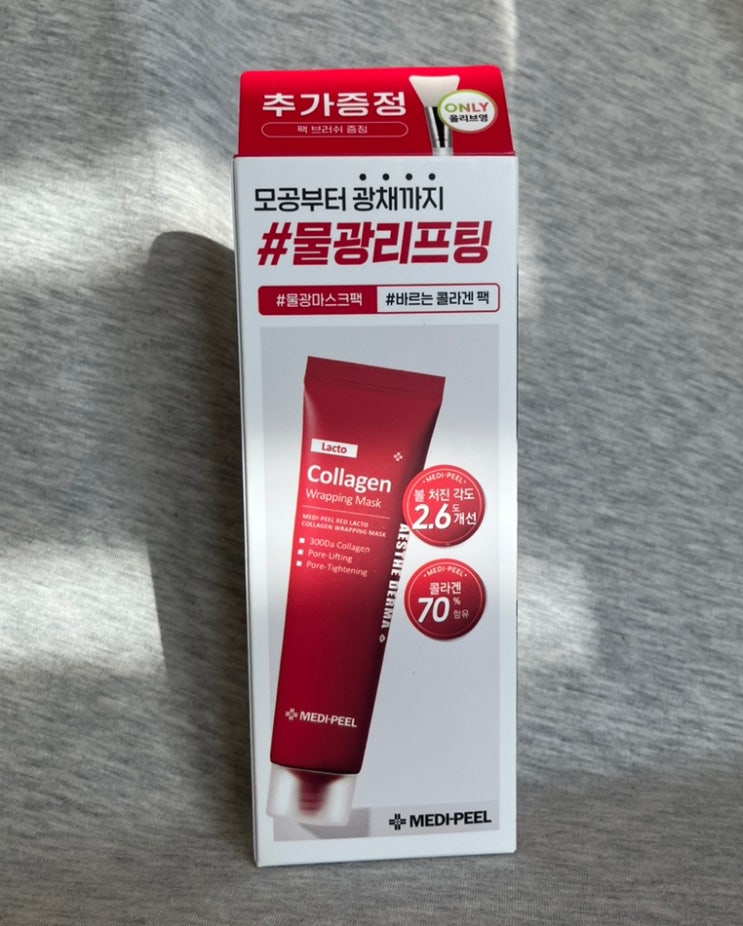 추가증정
팩 브러쉬 증정
ONLY
올리브영
모공부터 광채까지
#물광리프팅
#물광마스크팩
#바르는 콜라겐 팩
Lacto
Collagen
Wrapping Mask
MEDI-PEEL RED LACTO
COLLAGEN WRAPPING MASK
300Da Collagen
Pore-Lifting
Pore-Tightening
AESTHE DERMA
MEDI-PEEL
MEDI-PEEL
볼 처진 각도
2.6도 개선
MEDI-PEEL
콜라겐
70% 함유
MEDI-PEEL